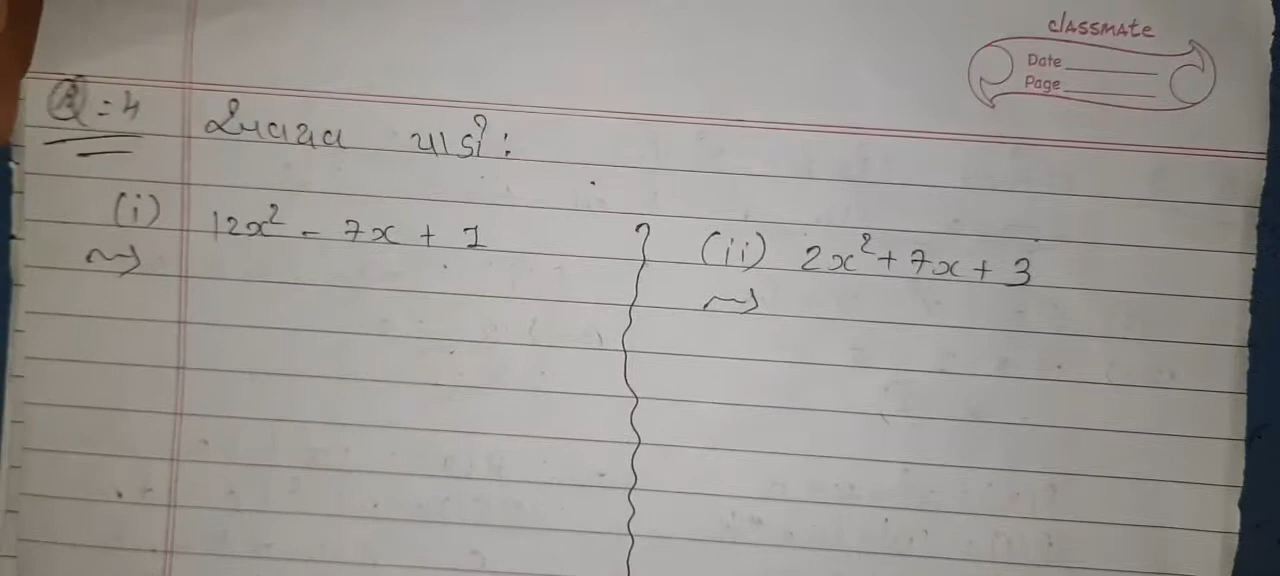 classmate
Date
Page
Q=4 અવયવ પાડો:
(i) 12x² - 7x + 1
(ii) 2x² + 7x + 3